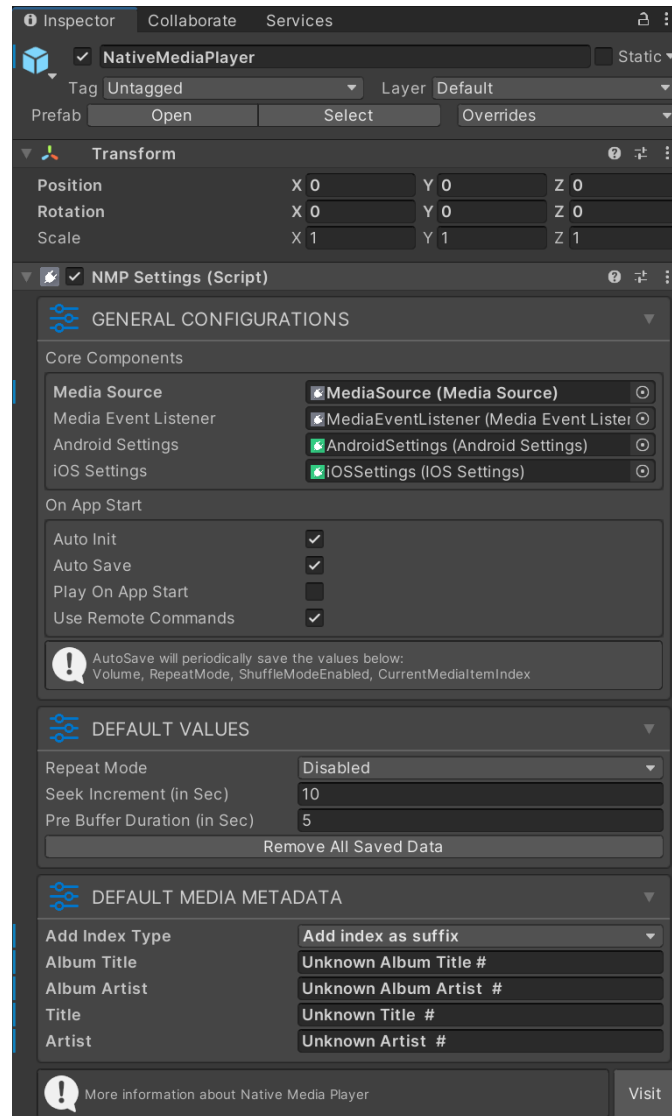 Inspector Collaborate Services
NativeMediaPlayer Static
Tag Untagged Layer Default
Prefab Open Select Overrides
Transform
Position X 0 Y 0 Z 0
Rotation X 0 Y 0 Z 0
Scale X 1 Y 1 Z 1
NMP Settings (Script)
GENERAL CONFIGURATIONS
Core Components
Media Source MediaSource (Media Source)
Media Event Listener MediaEventListener (Media Event Lister
Android Settings AndroidSettings (Android Settings)
iOS Settings iOSSettings (IOS Settings)
On App Start
Auto Init
Auto Save
Play On App Start
Use Remote Commands
AutoSave will periodically save the values below:
Volume, RepeatMode, ShuffleModeEnabled, CurrentMediaItemIndex
DEFAULT VALUES
Repeat Mode Disabled
Seek Increment (in Sec) 10
Pre Buffer Duration (in Sec) 5
Remove All Saved Data
DEFAULT MEDIA METADATA
Add Index Type Add index as suffix
Album Title Unknown Album Title #
Album Artist Unknown Album Artist  #
Title Unknown Title  #
Artist Unknown Artist  #
More information about Native Media Player Visit